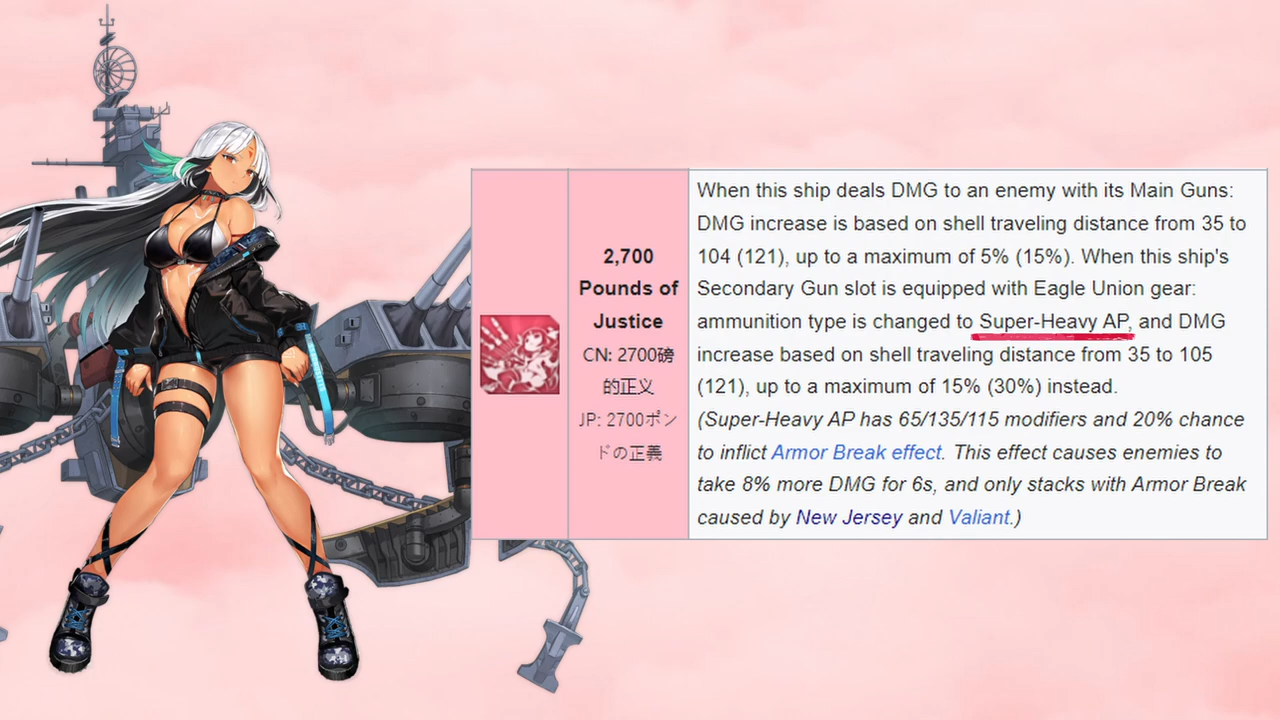 2,700
Pounds of
Justice
CN: 2700磅
的正义
JP: 2700ポン
ドの正義
When this ship deals DMG to an enemy with its Main Guns:
DMG increase is based on shell traveling distance from 35 to
104 (121), up to a maximum of 5% (15%). When this ship's
Secondary Gun slot is equipped with Eagle Union gear:
ammunition type is changed to Super-Heavy AP, and DMG
increase based on shell traveling distance from 35 to 105
(121), up to a maximum of 15% (30%) instead.
(Super-Heavy AP has 65/135/115 modifiers and 20% chance
to inflict Armor Break effect. This effect causes enemies to
take 8% more DMG for 6s, and only stacks with Armor Break
caused by New Jersey and Valiant.)